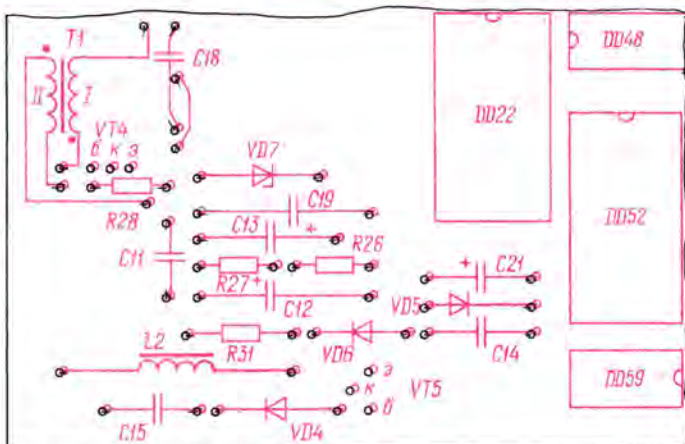 T1
C18
DD48
II
I
DD22
VT4
б к э
VD7
DD52
C19
R28
C13
+
R26
C11
C21
+
R27
+
C12
VD5
L2
R31
VD6
C14
э
к
VT5
DD59
б
C15
VD4